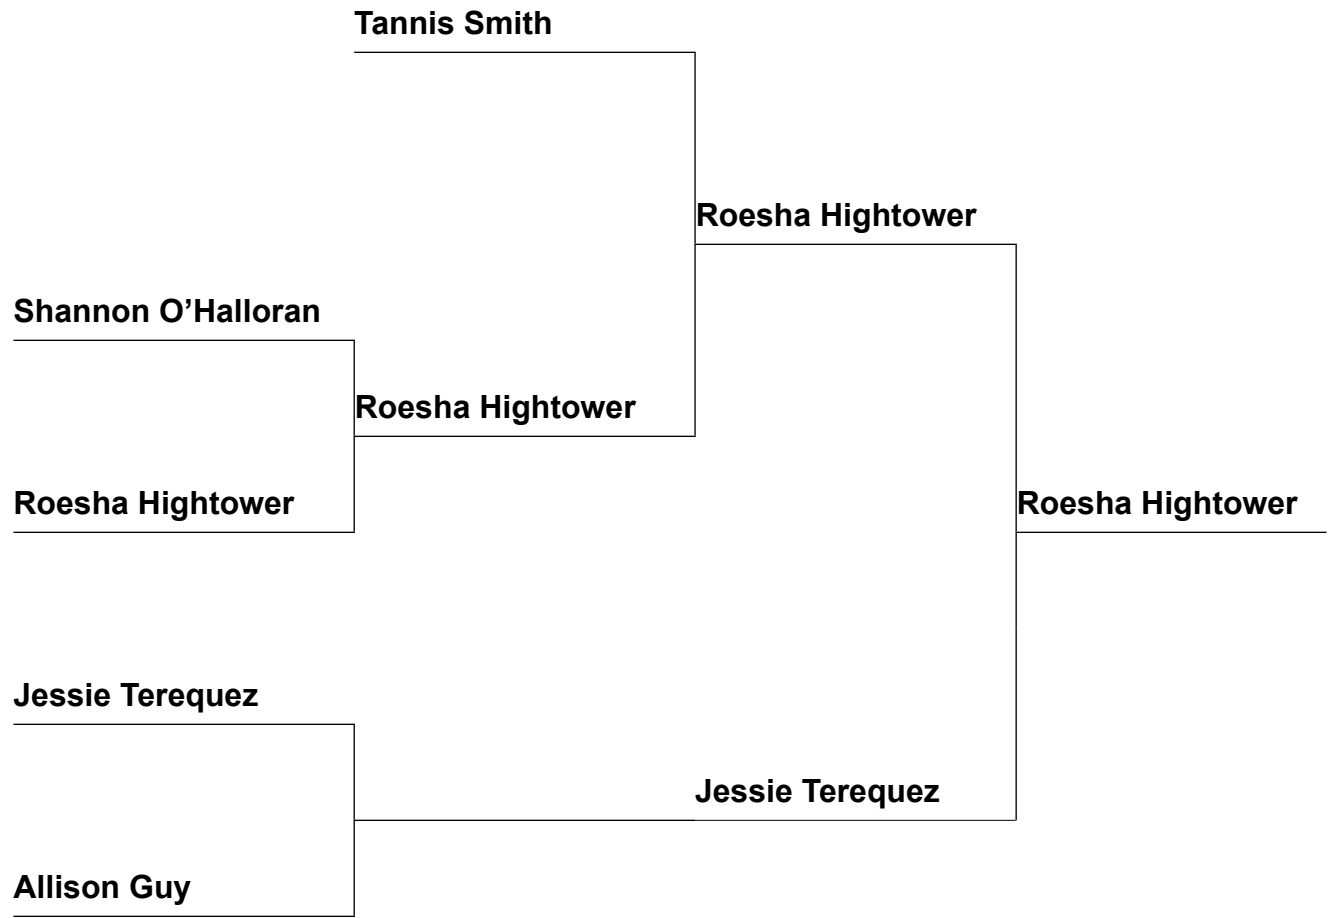 Tannis Smith
Roesha Hightower
Shannon O’Halloran
Roesha Hightower
Roesha Hightower
Roesha Hightower
Jessie Terequez
Jessie Terequez
Allison Guy